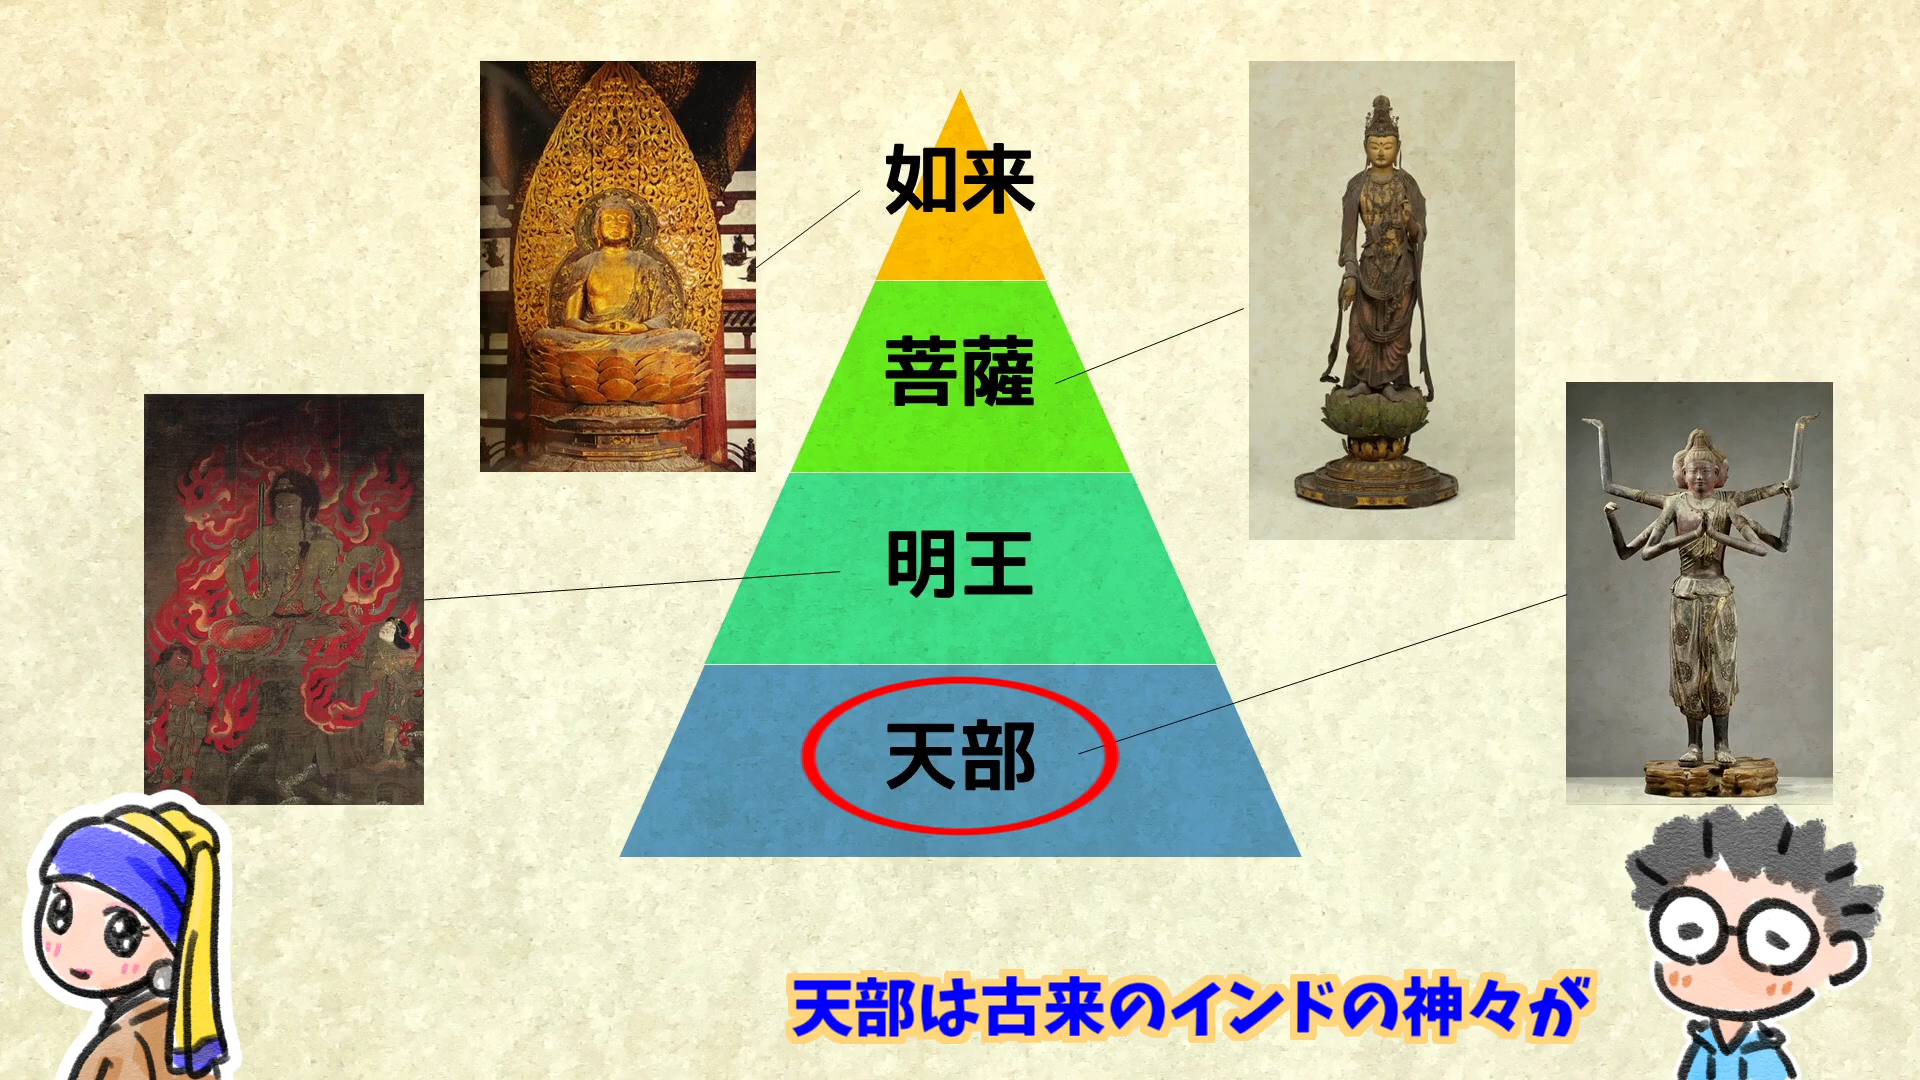 如来
菩薩
明王
天部
天部は古来のインドの神々が